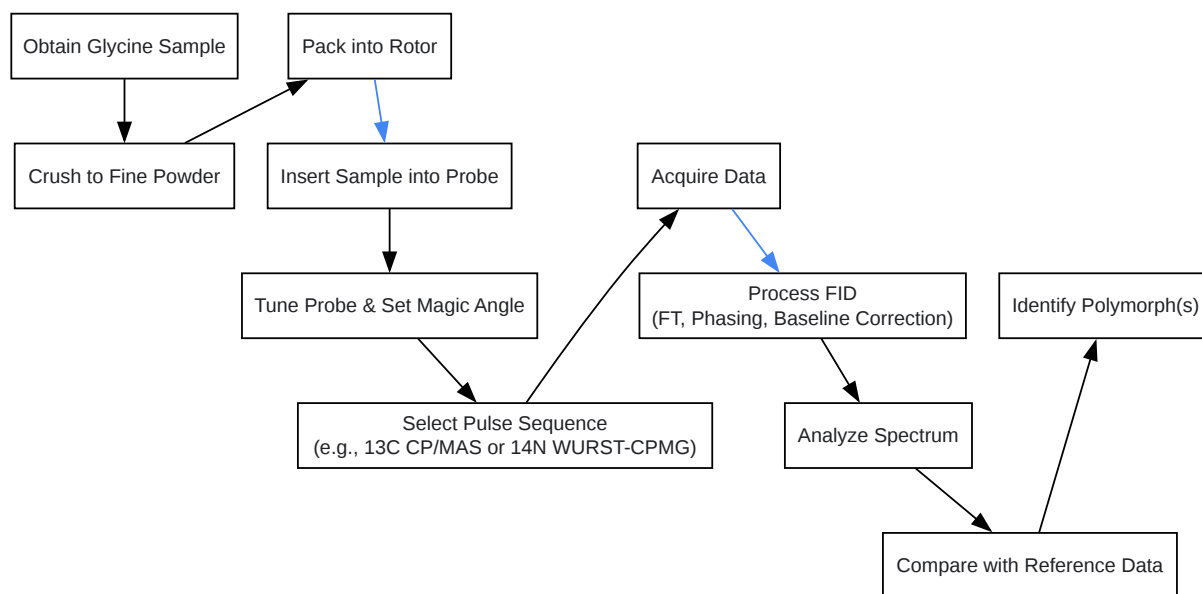 Obtain Glycine Sample
Crush to Fine Powder
Pack into Rotor
Insert Sample into Probe
Tune Probe & Set Magic Angle
Select Pulse Sequence
(e.g., 13C CP/MAS or 14N WURST-CPMG)
Acquire Data
Process FID
(FT, Phasing, Baseline Correction)
Analyze Spectrum
Compare with Reference Data
Identify Polymorph(s)